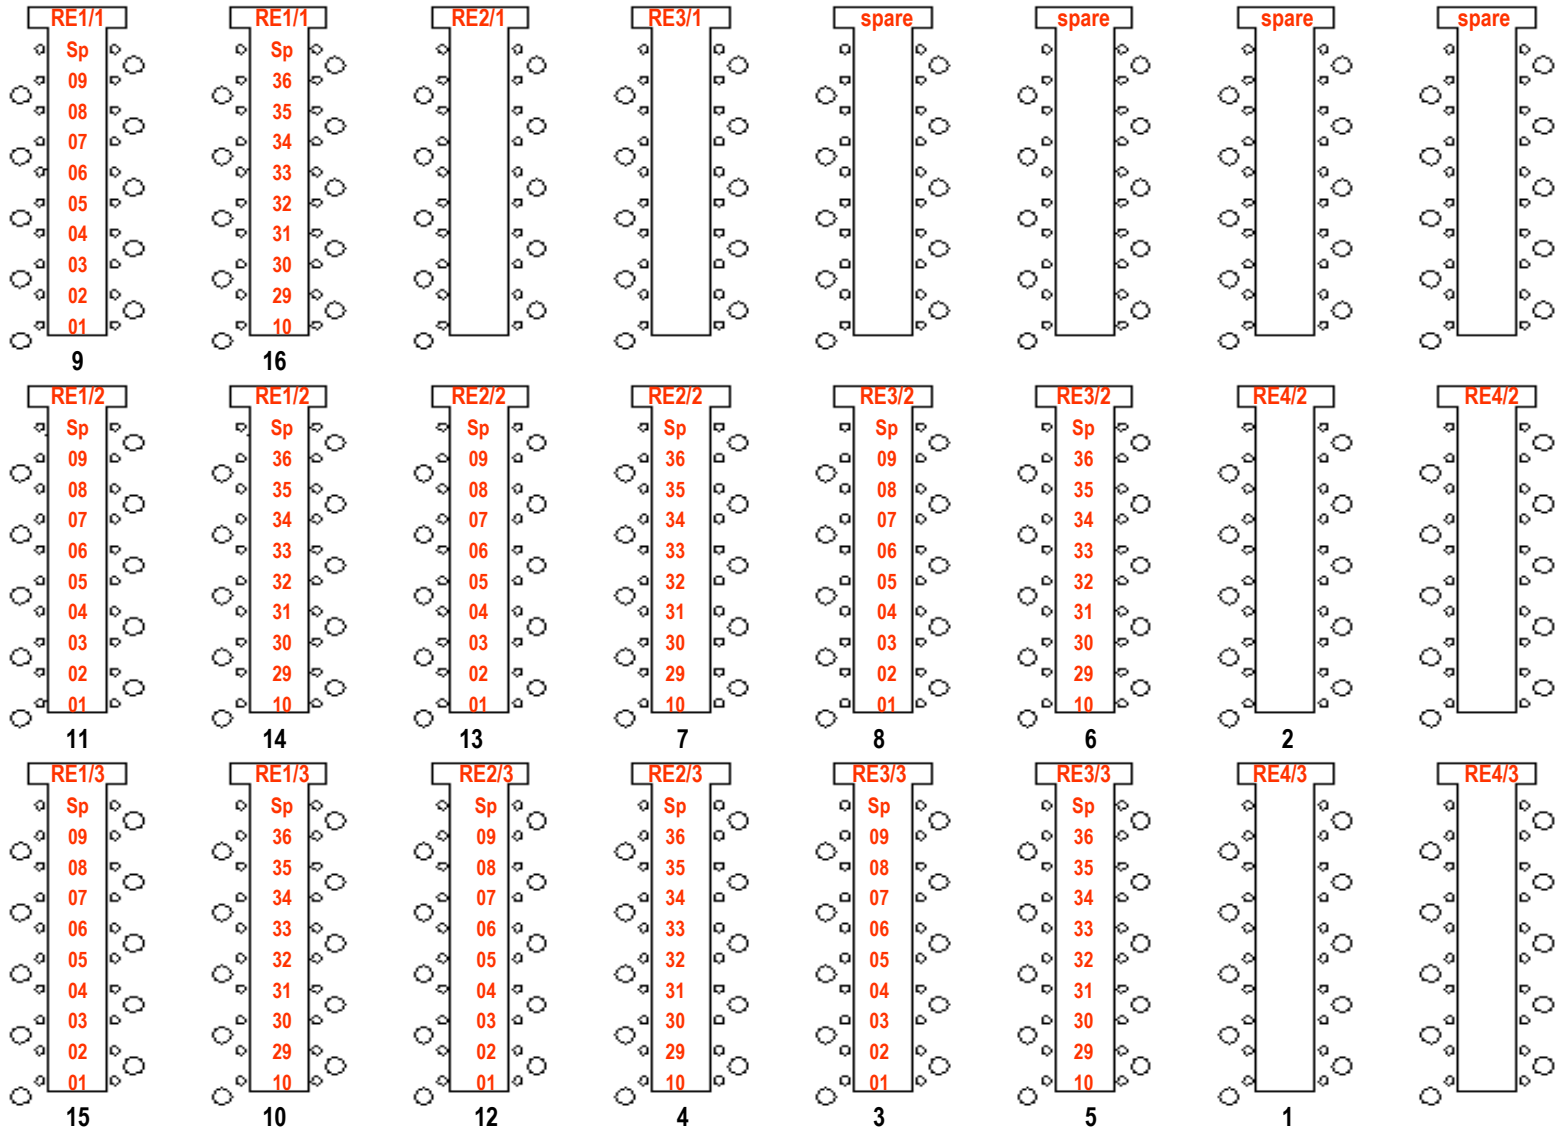 RE1/1 RE1/1 RE2/1 RE3/1 spare spare spare spare
Sp Sp
09 36
08 35
07 34
06 33
05 32
04 31
03 30
02 29
01 10
9 16
RE1/2 RE1/2 RE2/2 RE2/2 RE3/2 RE3/2 RE4/2 RE4/2
Sp Sp Sp Sp Sp Sp
09 36 09 36 09 36
08 35 08 35 08 35
07 34 07 34 07 34
06 33 06 33 06 33
05 32 05 32 05 32
04 31 04 31 04 31
03 30 03 30 03 30
02 29 02 29 02 29
01 10 01 10 01 10
11 14 13 7 8 6 2
RE1/3 RE1/3 RE2/3 RE2/3 RE3/3 RE3/3 RE4/3 RE4/3
Sp Sp Sp Sp Sp Sp
09 36 09 36 09 36
08 35 08 35 08 35
07 34 07 34 07 34
06 33 06 33 06 33
05 32 05 32 05 32
04 31 04 31 04 31
03 30 03 30 03 30
02 29 02 29 02 29
01 10 01 10 01 10
15 10 12 4 3 5 1